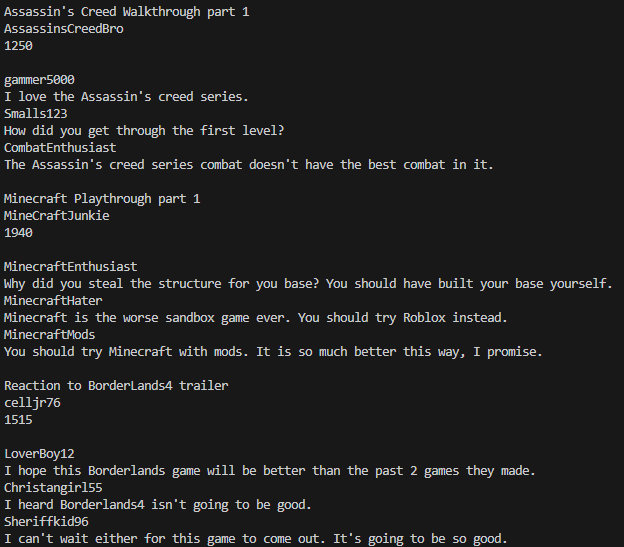 Assassin's Creed Walkthrough part 1
AssassinsCreedBro
1250

gammer5000
I love the Assassin's creed series.
Smalls123
How did you get through the first level?
CombatEnthusiast
The Assassin's creed series combat doesn't have the best combat in it.

Minecraft Playthrough part 1
MineCraftJunkie
1940

MinecraftEnthusiast
Why did you steal the structure for you base? You should have built your base yourself.
MinecraftHater
Minecraft is the worse sandbox game ever. You should try Roblox instead.
MinecraftMods
You should try Minecraft with mods. It is so much better this way, I promise.

Reaction to BorderLands4 trailer
celljr76
1515

LoverBoy12
I hope this Borderlands game will be better than the past 2 games they made.
Christangirl55
I heard Borderlands4 isn't going to be good.
Sheriffkid96
I can't wait either for this game to come out. It's going to be so good.